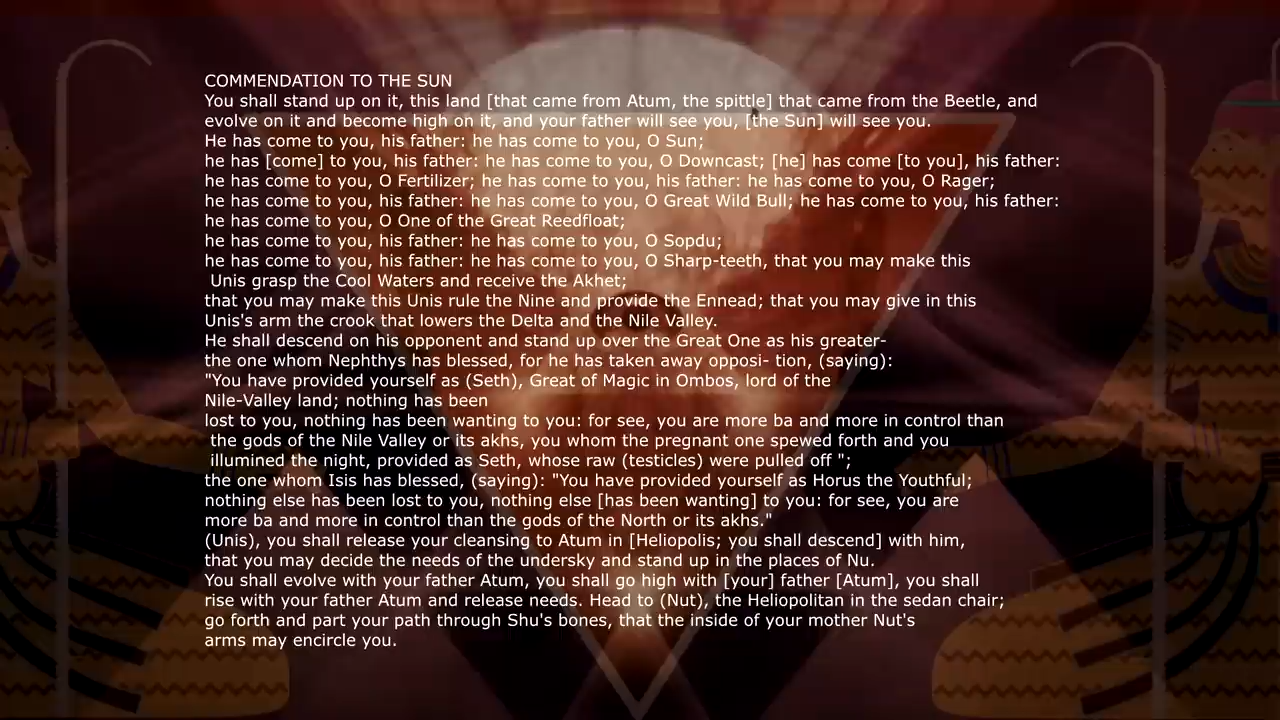 COMMENDATION TO THE SUN
You shall stand up on it, this land [that came from Atum, the spittle] that came from the Beetle, and
evolve on it and become high on it, and your father will see you, [the Sun] will see you.
He has come to you, his father: he has come to you, O Sun;
he has [come] to you, his father: he has come to you, O Downcast; [he] has come [to you], his father:
he has come to you, O Fertilizer; he has come to you, his father: he has come to you, O Rager;
he has come to you, his father: he has come to you, O Great Wild Bull; he has come to you, his father:
he has come to you, O One of the Great Reedfloat;
he has come to you, his father: he has come to you, O Sopdu;
he has come to you, his father: he has come to you, O Sharp-teeth, that you may make this
Unis grasp the Cool Waters and receive the Akhet;
that you may make this Unis rule the Nine and provide the Ennead; that you may give in this
Unis's arm the crook that lowers the Delta and the Nile Valley.
He shall descend on his opponent and stand up over the Great One as his greater-
the one whom Nephthys has blessed, for he has taken away opposi- tion, (saying):
"You have provided yourself as (Seth), Great of Magic in Ombos, lord of the
Nile-Valley land; nothing has been
lost to you, nothing has been wanting to you: for see, you are more ba and more in control than
the gods of the Nile Valley or its akhs, you whom the pregnant one spewed forth and you
illumined the night, provided as Seth, whose raw (testicles) were pulled off ";
the one whom Isis has blessed, (saying): "You have provided yourself as Horus the Youthful;
nothing else has been lost to you, nothing else [has been wanting] to you: for see, you are
more ba and more in control than the gods of the North or its akhs."
(Unis), you shall release your cleansing to Atum in [Heliopolis; you shall descend] with him,
that you may decide the needs of the undersky and stand up in the places of Nu.
You shall evolve with your father Atum, you shall go high with [your] father [Atum], you shall
rise with your father Atum and release needs. Head to (Nut), the Heliopolitan in the sedan chair;
go forth and part your path through Shu's bones, that the inside of your mother Nut's
arms may encircle you.